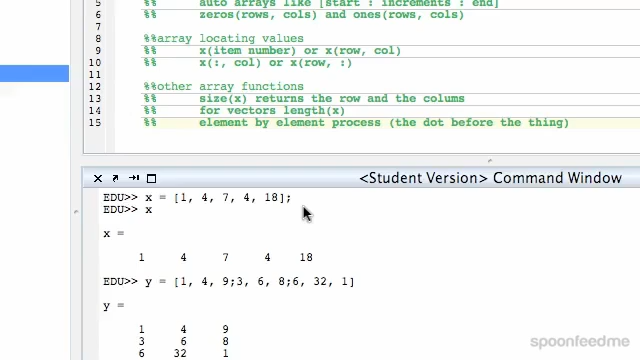 5 %% auto arrays like [start : increments : end]
6 %% zeros(rows, cols) and ones(rows, cols)
7
8 %%array locating values
9 %% x(item number) or x(row, col)
10 %% x(:, col) or x(row, :)
11
12 %%other array functions
13 %% size(x) returns the row and the colums
14 %% for vectors length(x)
15 %% element by element process (the dot before the thing)
<Student Version> Command Window
EDU>> x = [1, 4, 7, 4, 18];
EDU>> x
x =
1 4 7 4 18
EDU>> y = [1, 4, 9;3, 6, 8;6, 32, 1]
y =
1 4 9
3 6 8
6 32 1
spoonfeedme